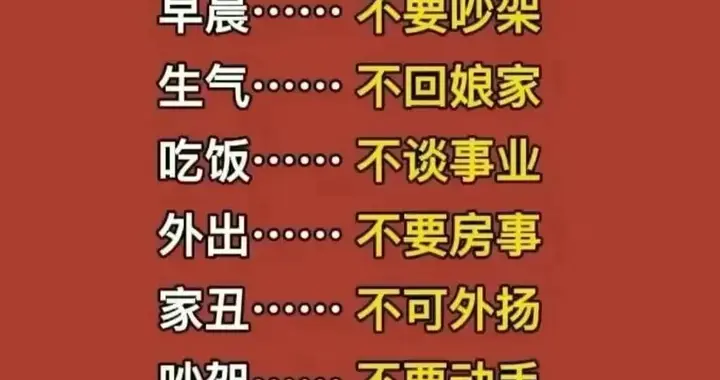 早晨…… 不要吵架
生气…… 不回娘家
吃饭…… 不谈事业
外出…… 不要房事
家丑…… 不可外扬
吵架…… 不要动手